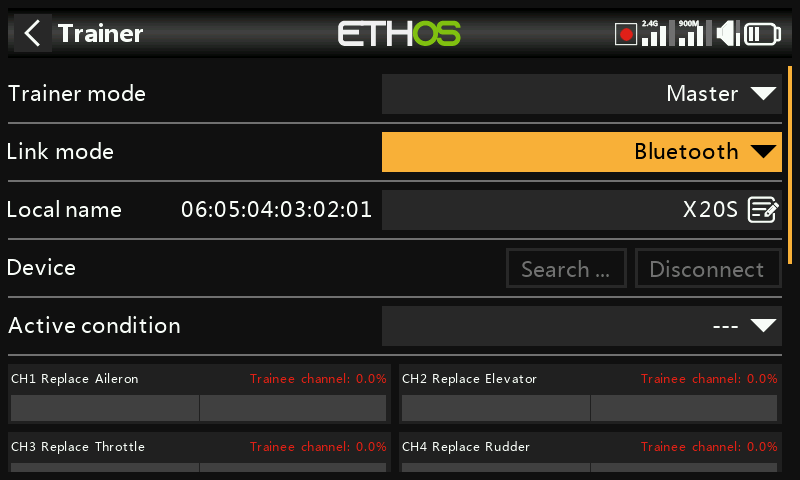 Trainer ETHOS 2.4G 900M
Trainer mode Master
Link mode Bluetooth
Local name 06:05:04:03:02:01 X20S
Device Search ... Disconnect
Active condition ---
CH1 Replace Aileron Trainee channel: 0.0% CH2 Replace Elevator Trainee channel: 0.0%
CH3 Replace Throttle Trainee channel: 0.0% CH4 Replace Rudder Trainee channel: 0.0%